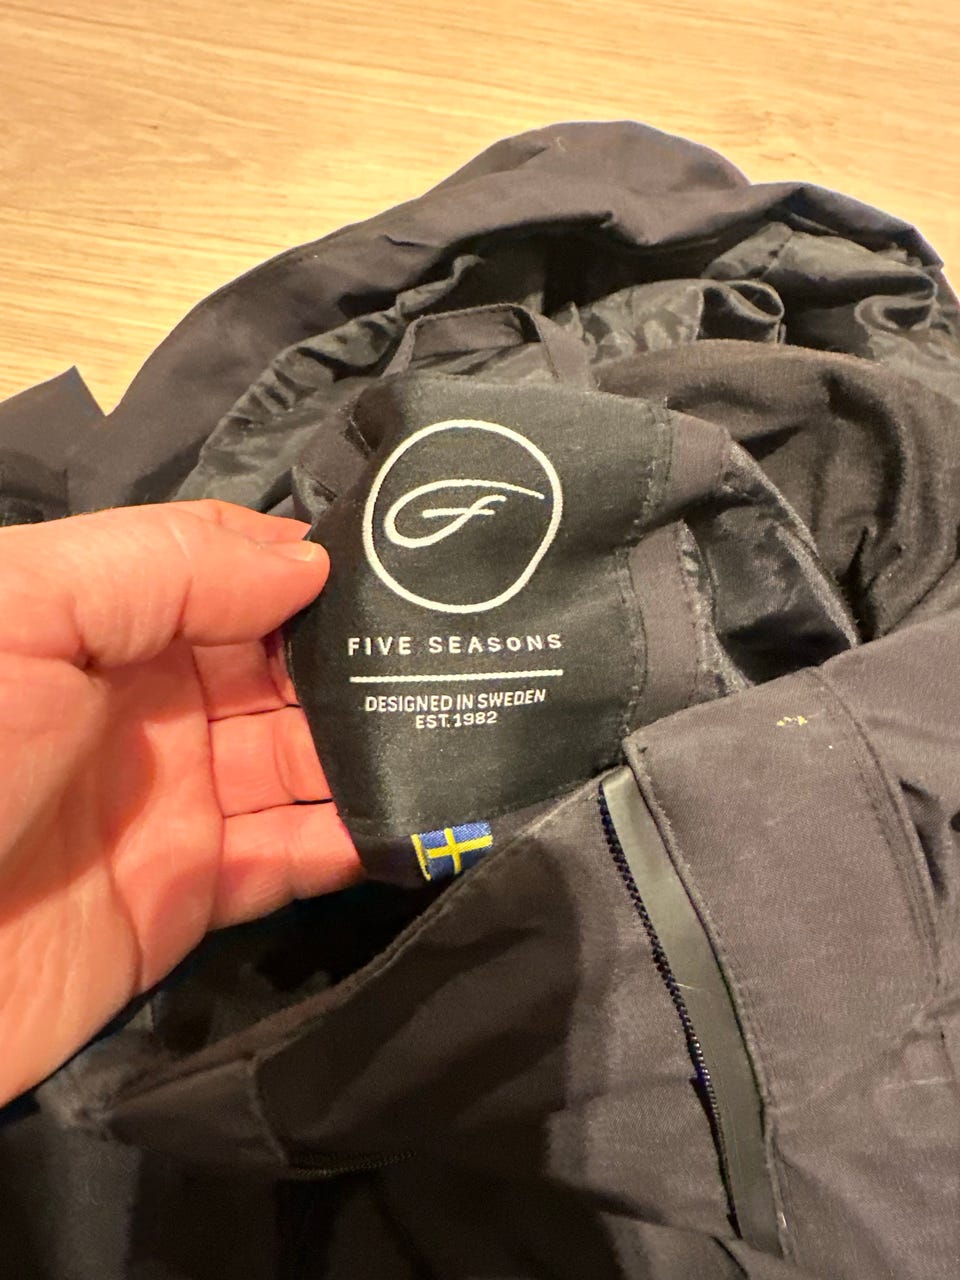 F
FIVE SEASONS
DESIGNED IN SWEDEN
EST.1982